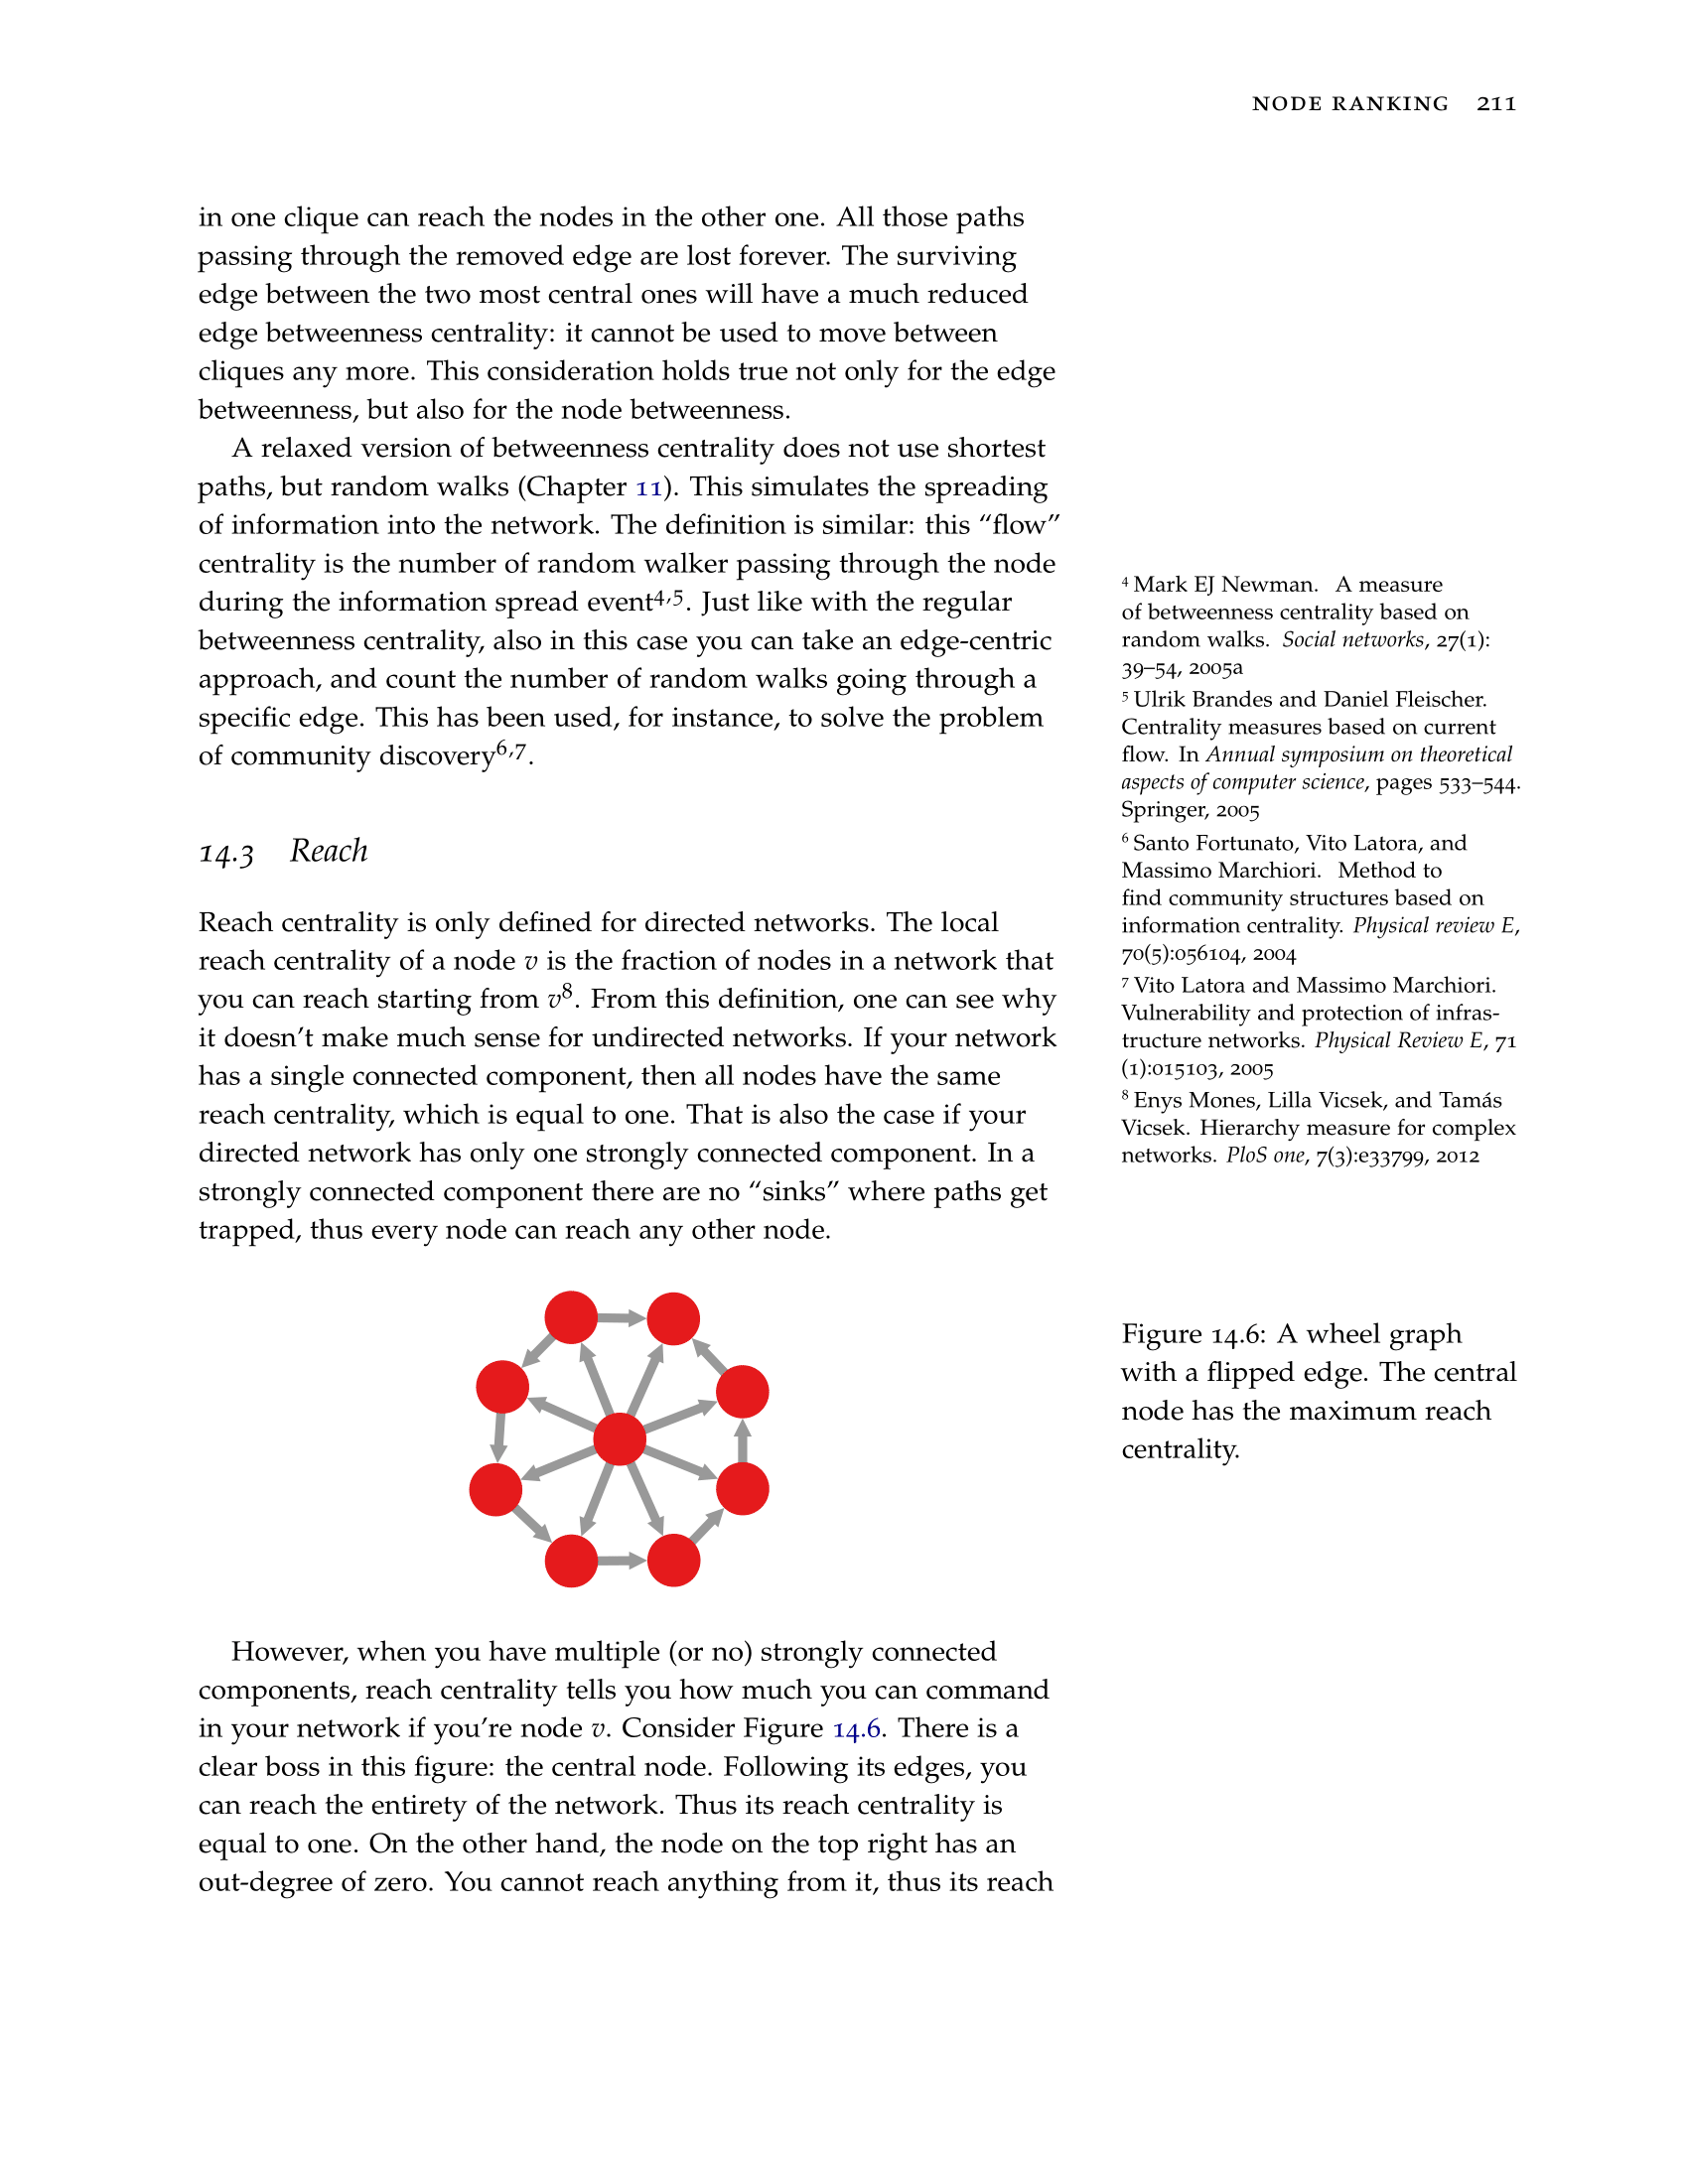 NODE RANKING 211
in one clique can reach the nodes in the other one. All those paths
passing through the removed edge are lost forever. The surviving
edge between the two most central ones will have a much reduced
edge betweenness centrality: it cannot be used to move between
cliques any more. This consideration holds true not only for the edge
betweenness, but also for the node betweenness.
A relaxed version of betweenness centrality does not use shortest
paths, but random walks (Chapter 11). This simulates the spreading
of information into the network. The definition is similar: this “flow”
centrality is the number of random walker passing through the node
during the information spread event4,5. Just like with the regular
betweenness centrality, also in this case you can take an edge-centric
approach, and count the number of random walks going through a
specific edge. This has been used, for instance, to solve the problem
of community discovery6,7.
4 Mark EJ Newman. A measure
of betweenness centrality based on
random walks. Social networks, 27(1):
39–54, 2005a
5 Ulrik Brandes and Daniel Fleischer.
Centrality measures based on current
flow. In Annual symposium on theoretical
aspects of computer science, pages 533–544.
Springer, 2005
6 Santo Fortunato, Vito Latora, and
Massimo Marchiori. Method to
find community structures based on
information centrality. Physical review E,
70(5):056104, 2004
7 Vito Latora and Massimo Marchiori.
Vulnerability and protection of infras-
tructure networks. Physical Review E, 71
(1):015103, 2005
8 Enys Mones, Lilla Vicsek, and Tamás
Vicsek. Hierarchy measure for complex
networks. PloS one, 7(3):e33799, 2012
14.3 Reach
Reach centrality is only defined for directed networks. The local
reach centrality of a node v is the fraction of nodes in a network that
you can reach starting from v8. From this definition, one can see why
it doesn’t make much sense for undirected networks. If your network
has a single connected component, then all nodes have the same
reach centrality, which is equal to one. That is also the case if your
directed network has only one strongly connected component. In a
strongly connected component there are no “sinks” where paths get
trapped, thus every node can reach any other node.
Figure 14.6: A wheel graph
with a flipped edge. The central
node has the maximum reach
centrality.
However, when you have multiple (or no) strongly connected
components, reach centrality tells you how much you can command
in your network if you’re node v. Consider Figure 14.6. There is a
clear boss in this figure: the central node. Following its edges, you
can reach the entirety of the network. Thus its reach centrality is
equal to one. On the other hand, the node on the top right has an
out-degree of zero. You cannot reach anything from it, thus its reach